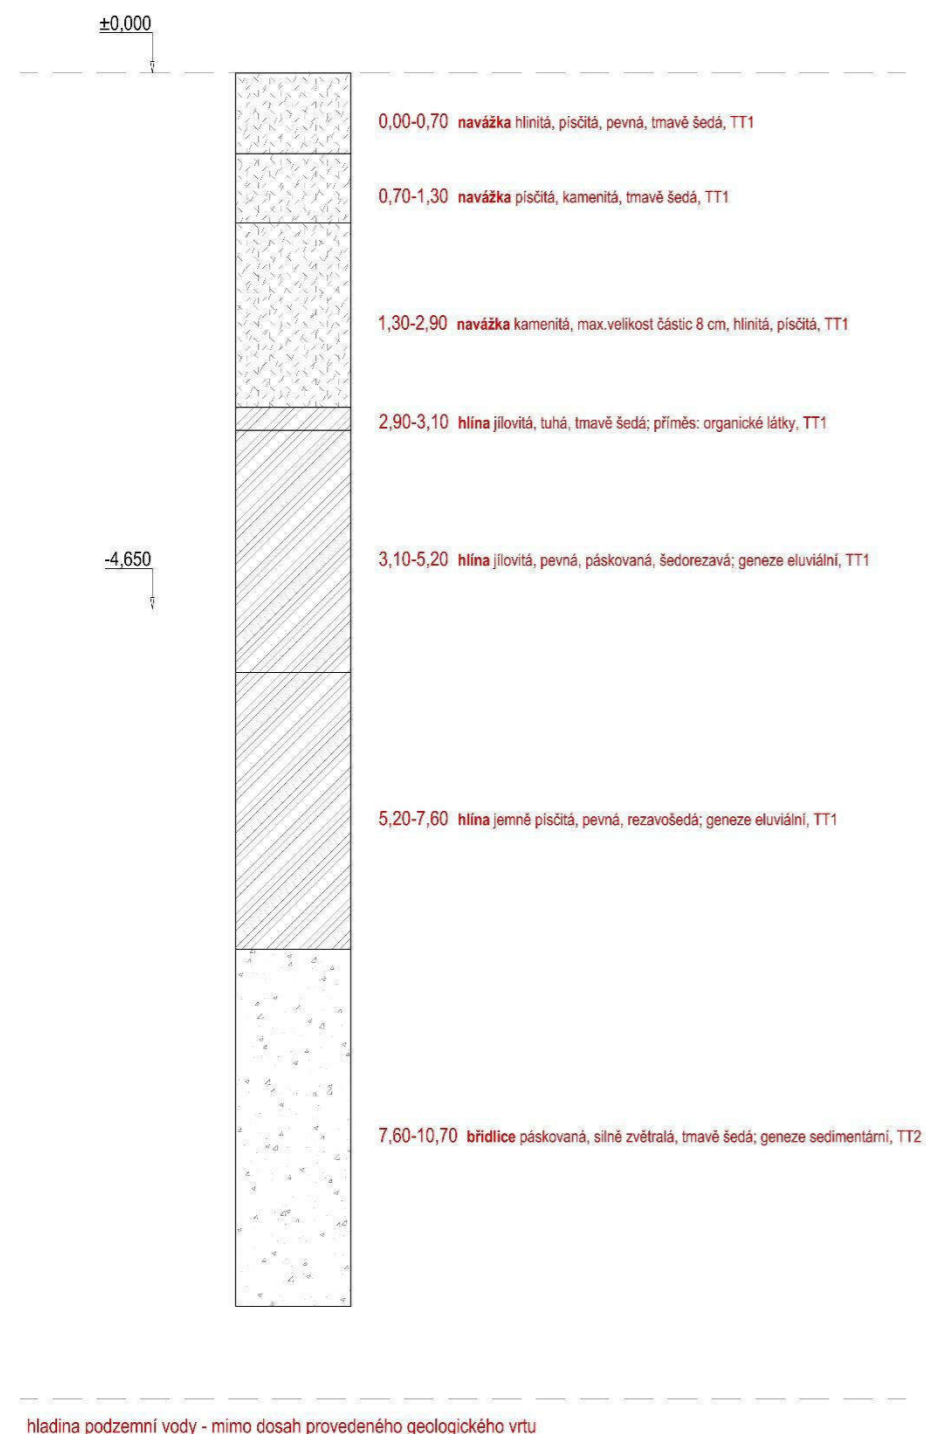 ±0,000
0,00-0,70 navážka hlinitá, písčitá, pevná, tmavě šedá, TT1
0,70-1,30 navážka písčitá, kamenitá, tmavě šedá, TT1
1,30-2,90 navážka kamenitá, max.velikost částic 8 cm, hlinitá, písčitá, TT1
2,90-3,10 hlína jílovitá, tuhá, tmavě šedá; příměs: organické látky, TT1
-4,650
3,10-5,20 hlína jílovitá, pevná, páskovaná, šedorezavá; geneze eluviální, TT1
5,20-7,60 hlína jemně písčitá, pevná, rezavošedá; geneze eluviální, TT1
7,60-10,70 břidlice páskovaná, silně zvětralá, tmavě šedá; geneze sedimentární, TT2
hladina podzemní vody - mimo dosah provedeného geologického vrtu